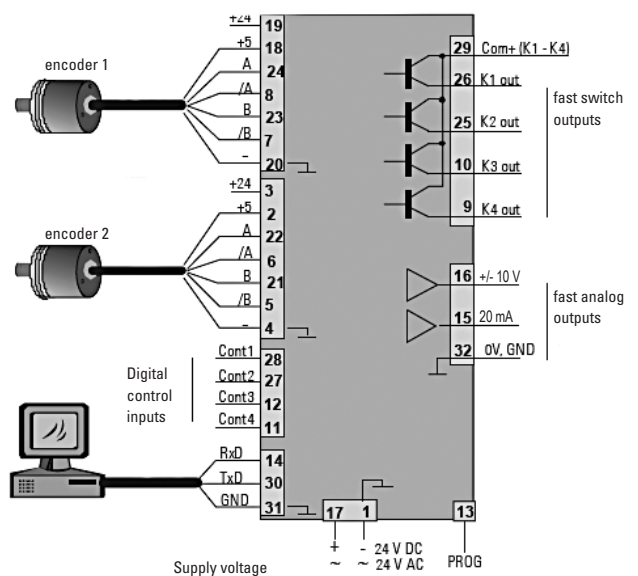 +24 19
encoder 1
+5 18
A 24
/A 8
B 23
/B 7
– 20
+24 3
encoder 2
+5 2
A 22
/A 6
B 21
/B 5
– 4
Digital
control
inputs
Cont1 28
Cont2 27
Cont3 12
Cont4 11
RxD 14
TxD 30
GND 31
29 Com+ (K1 - K4)
26 K1 out
25 K2 out
10 K3 out
9 K4 out
fast switch
outputs
16 +/- 10 V
15 20 mA
32 0V, GND
fast analog
outputs
17 1 13
+ - 24 V DC
~ ~ 24 V AC
PROG
Supply voltage